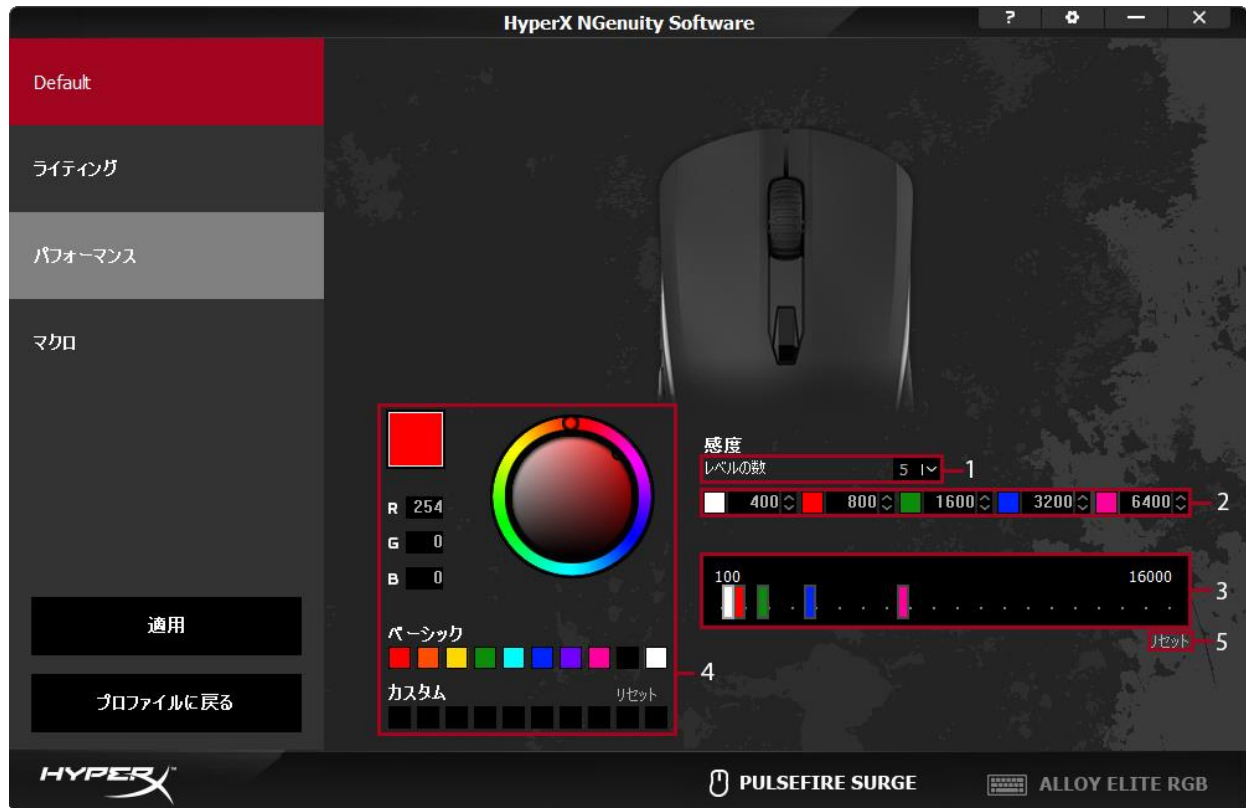 HyperX NGenuity Software
?
Default
ライティング
パフォーマンス
マクロ
適用
プロファイルに戻る
R 254
G 0
B 0
ベーシック
カスタム リセット
4
感度
レベルの数 5 1
400 800 1600 3200 6400 2
100 16000
3
リセット 5
HYPERX™
PULSEFIRE SURGE
ALLOY ELITE RGB